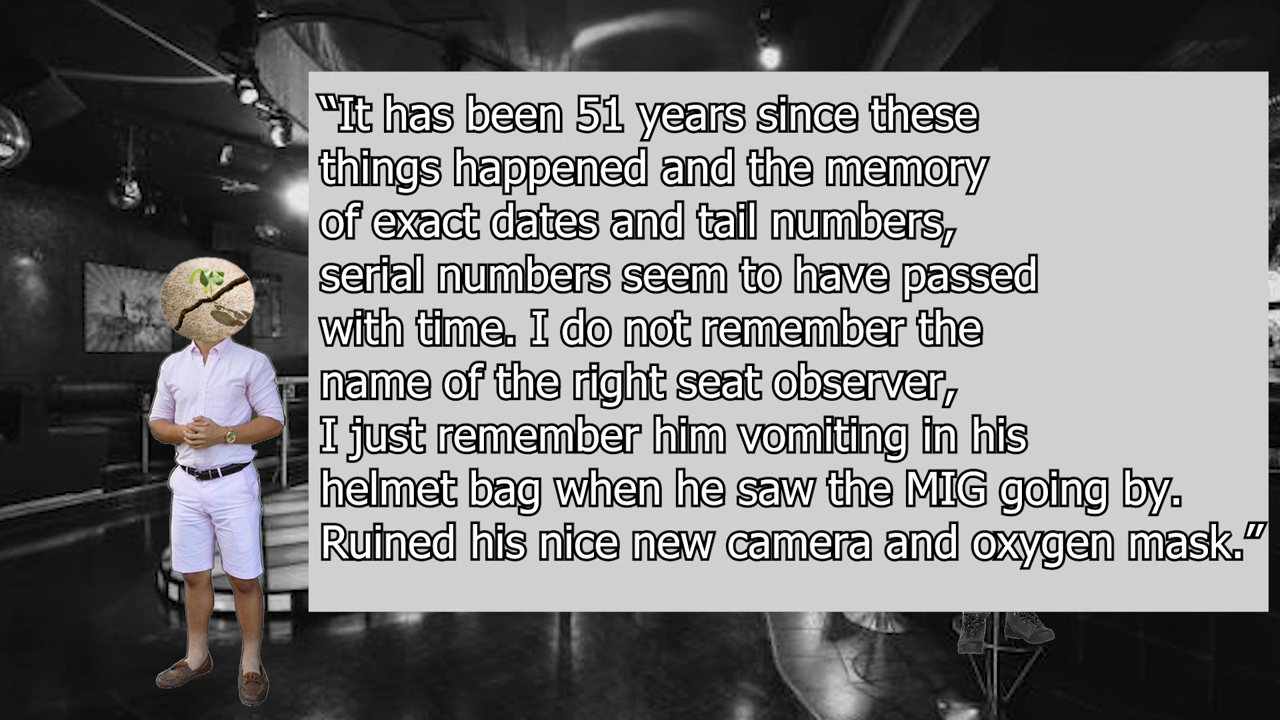 “It has been 51 years since these
things happened and the memory
of exact dates and tail numbers,
serial numbers seem to have passed
with time. I do not remember the
name of the right seat observer,
I just remember him vomiting in his
helmet bag when he saw the MIG going by.
Ruined his nice new camera and oxygen mask.”